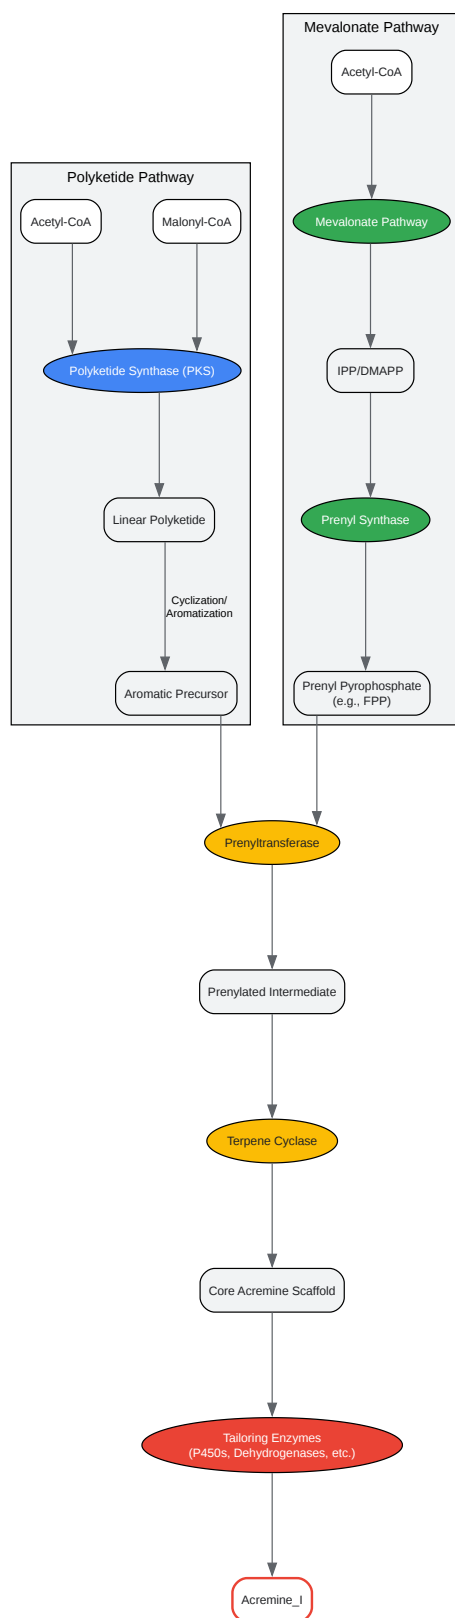 Mevalonate Pathway
Acetyl-CoA
Polyketide Pathway
Acetyl-CoA
Malonyl-CoA
Mevalonate Pathway
Polyketide Synthase (PKS)
IPP/DMAPP
Linear Polyketide
Prenyl Synthase
Cyclization/
Aromatization
Aromatic Precursor
Prenyl Pyrophosphate
(e.g., FPP)
Prenyltransferase
Prenylated Intermediate
Terpene Cyclase
Core Acremine Scaffold
Tailoring Enzymes
(P450s, Dehydrogenases, etc.)
Acremine_I